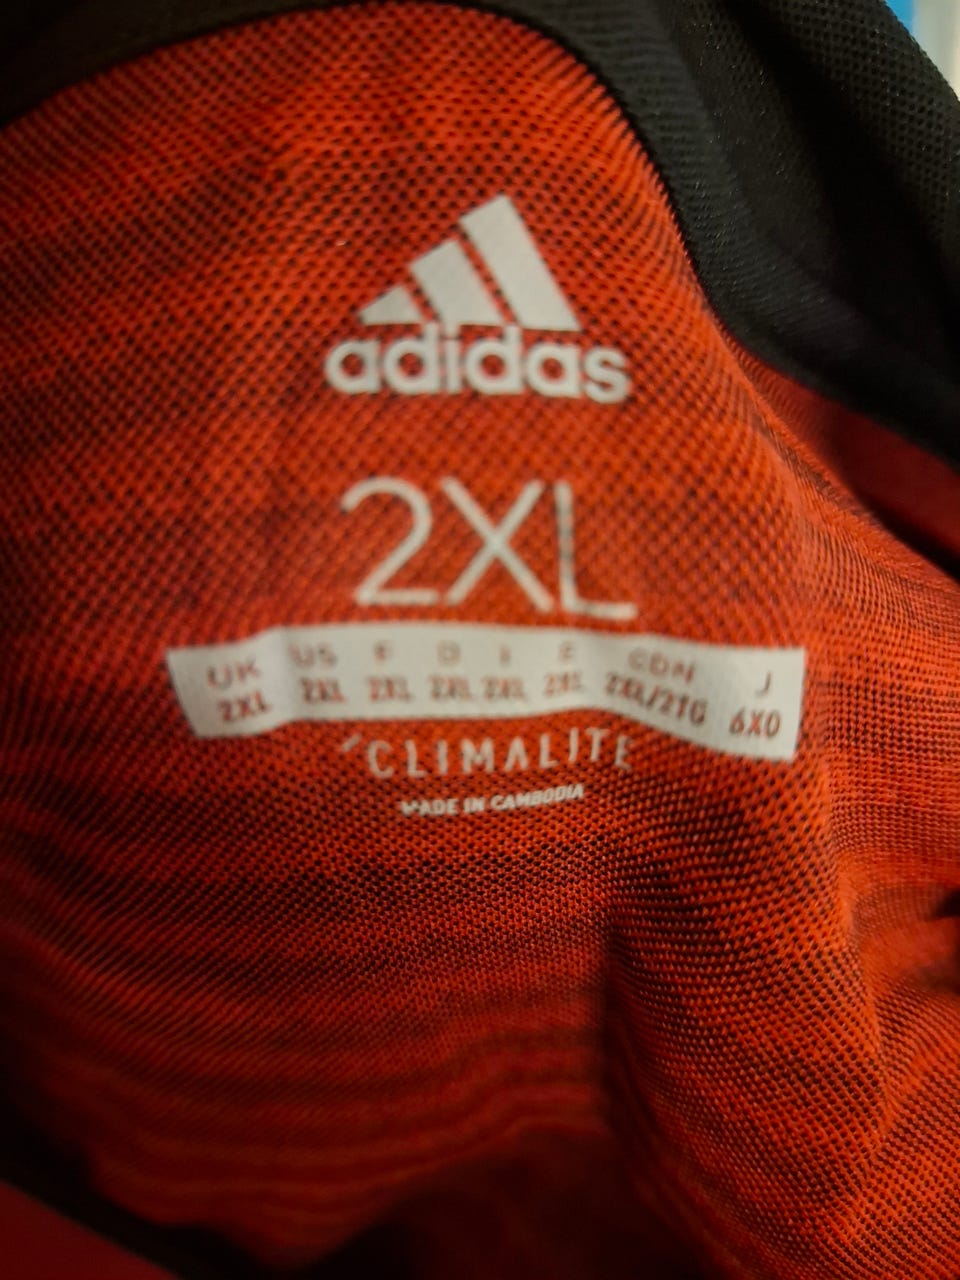 adidas
2XL
UK US F D I E CDN J
2XL 2XL 2XL 2XL 2XL 2XL 2XL/2TG 6XO
CLIMALITE
MADE IN CAMBODIA